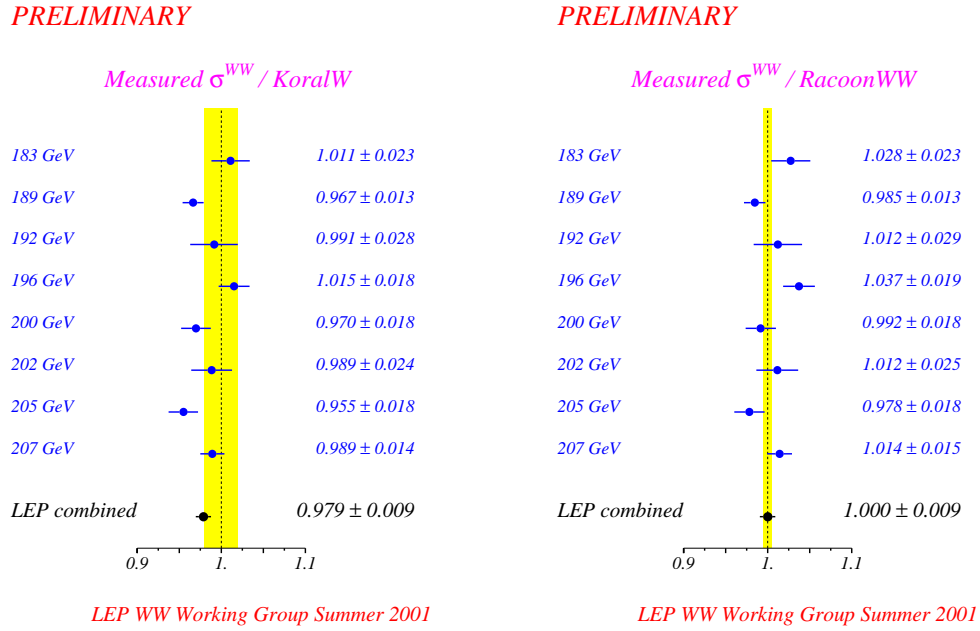 PRELIMINARY
Measured σ^WW / KoralW
183 GeV 1.011 ± 0.023
189 GeV 0.967 ± 0.013
192 GeV 0.991 ± 0.028
196 GeV 1.015 ± 0.018
200 GeV 0.970 ± 0.018
202 GeV 0.989 ± 0.024
205 GeV 0.955 ± 0.018
207 GeV 0.989 ± 0.014
LEP combined 0.979 ± 0.009
0.9 1. 1.1
LEP WW Working Group Summer 2001
PRELIMINARY
Measured σ^WW / RacoonWW
183 GeV 1.028 ± 0.023
189 GeV 0.985 ± 0.013
192 GeV 1.012 ± 0.029
196 GeV 1.037 ± 0.019
200 GeV 0.992 ± 0.018
202 GeV 1.012 ± 0.025
205 GeV 0.978 ± 0.018
207 GeV 1.014 ± 0.015
LEP combined 1.000 ± 0.009
0.9 1. 1.1
LEP WW Working Group Summer 2001